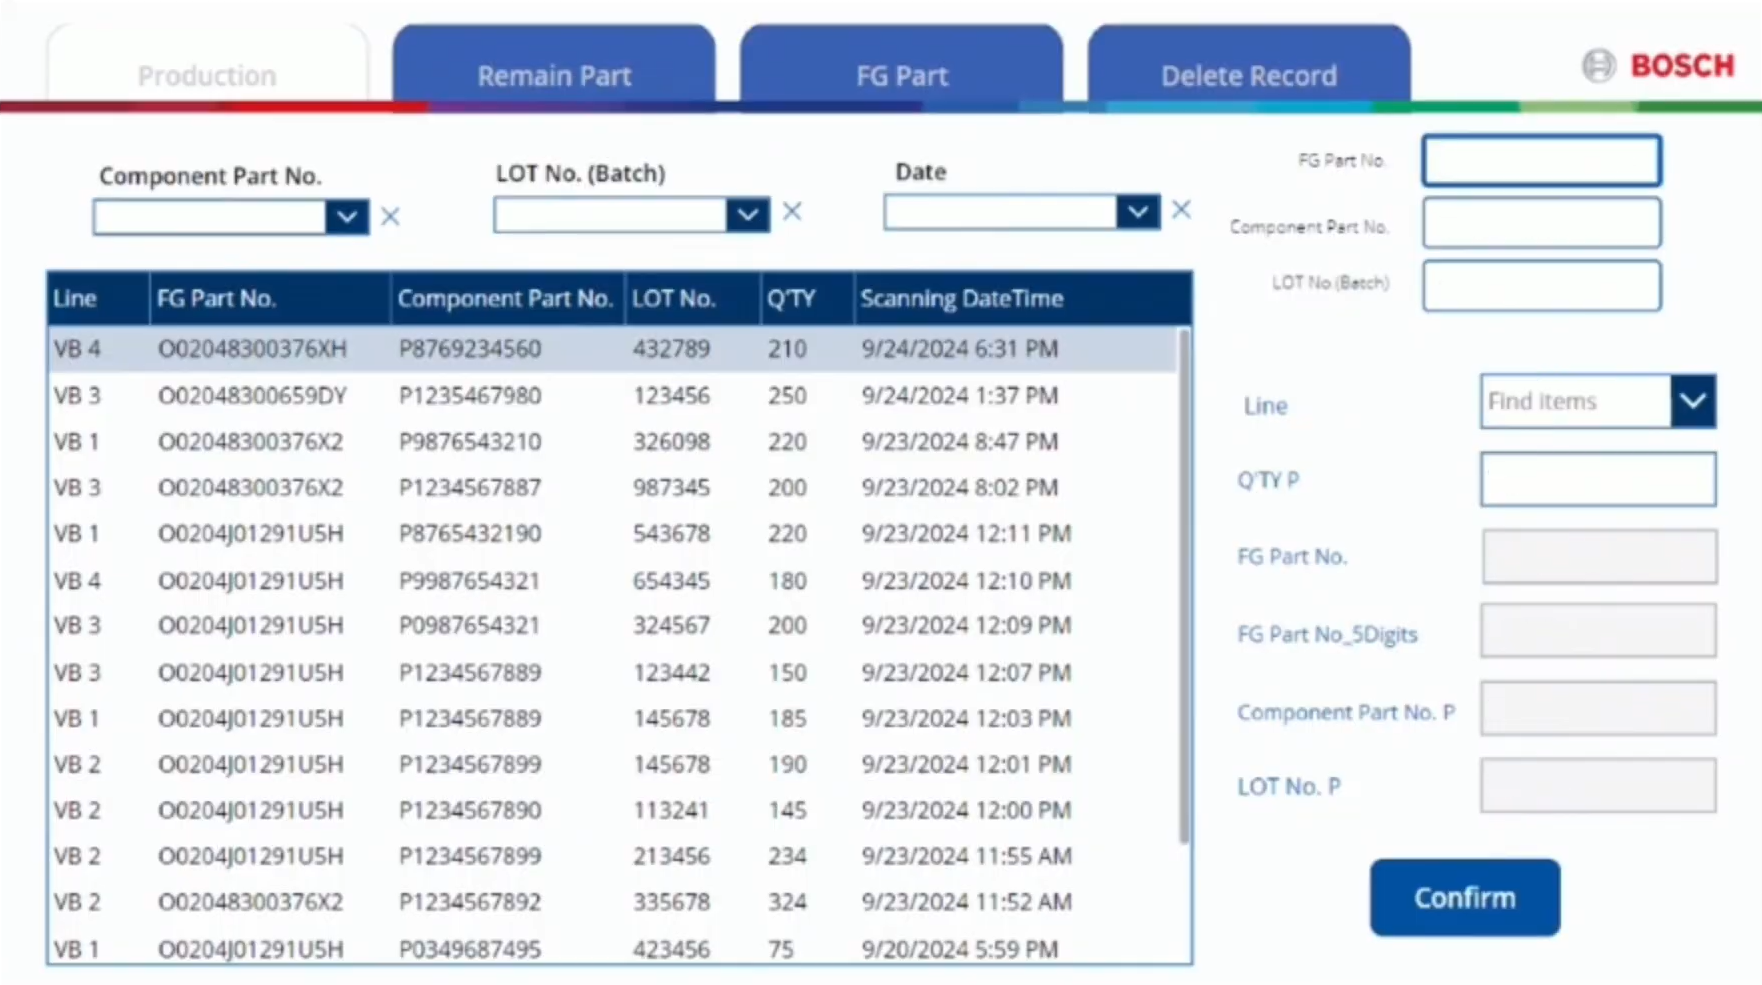 Production
Remain Part
FG Part
Delete Record
BOSCH
Component Part No.
LOT No. (Batch)
Date
FG Part No.
Component Part No.
LOT No.(Batch)
Line FG Part No. Component Part No. LOT No. Q'TY Scanning DateTime
VB 4 O02048300376XH P8769234560 432789 210 9/24/2024 6:31 PM
VB 3 O02048300659DY P1235467980 123456 250 9/24/2024 1:37 PM
VB 1 O02048300376X2 P9876543210 326098 220 9/23/2024 8:47 PM
VB 3 O02048300376X2 P1234567887 987345 200 9/23/2024 8:02 PM
VB 1 O0204J01291U5H P8765432190 543678 220 9/23/2024 12:11 PM
VB 4 O0204J01291U5H P9987654321 654345 180 9/23/2024 12:10 PM
VB 3 O0204J01291U5H P0987654321 324567 200 9/23/2024 12:09 PM
VB 3 O0204J01291U5H P1234567889 123442 150 9/23/2024 12:07 PM
VB 1 O0204J01291U5H P1234567889 145678 185 9/23/2024 12:03 PM
VB 2 O0204J01291U5H P1234567899 145678 190 9/23/2024 12:01 PM
VB 2 O0204J01291U5H P1234567890 113241 145 9/23/2024 12:00 PM
VB 2 O0204J01291U5H P1234567899 213456 234 9/23/2024 11:55 AM
VB 2 O02048300376X2 P1234567892 335678 324 9/23/2024 11:52 AM
VB 1 O0204J01291U5H P0349687495 423456 75 9/20/2024 5:59 PM
Line
Find items
Q'TY P
FG Part No.
FG Part No_5Digits
Component Part No. P
LOT No. P
Confirm